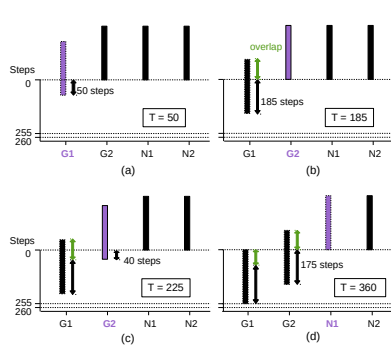 Steps
0
50 steps
T = 50
255
260
G1 G2 N1 N2
(a)
overlap
185 steps
T = 185
G1 G2 N1 N2
(b)
Steps
0
40 steps
T = 225
255
260
G1 G2 N1 N2
(c)
175 steps
T = 360
G1 G2 N1 N2
(d)